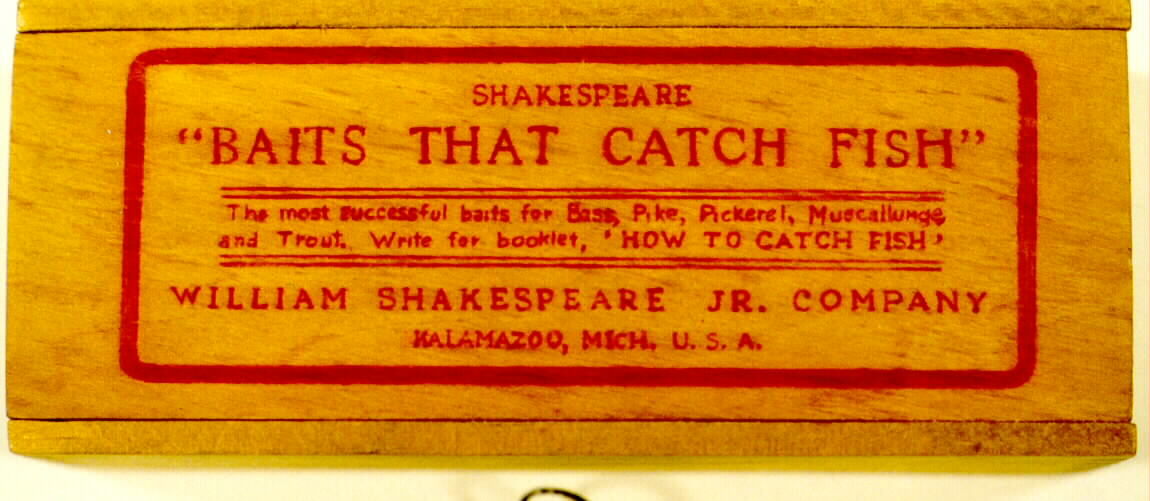 SHAKESPEARE
"BAITS THAT CATCH FISH"
The most successful baits for Bass, Pike, Pickerel, Muscallunge,
and Trout. Write for booklet, 'HOW TO CATCH FISH'
WILLIAM SHAKESPEARE JR. COMPANY
KALAMAZOO, MICH. U. S. A.